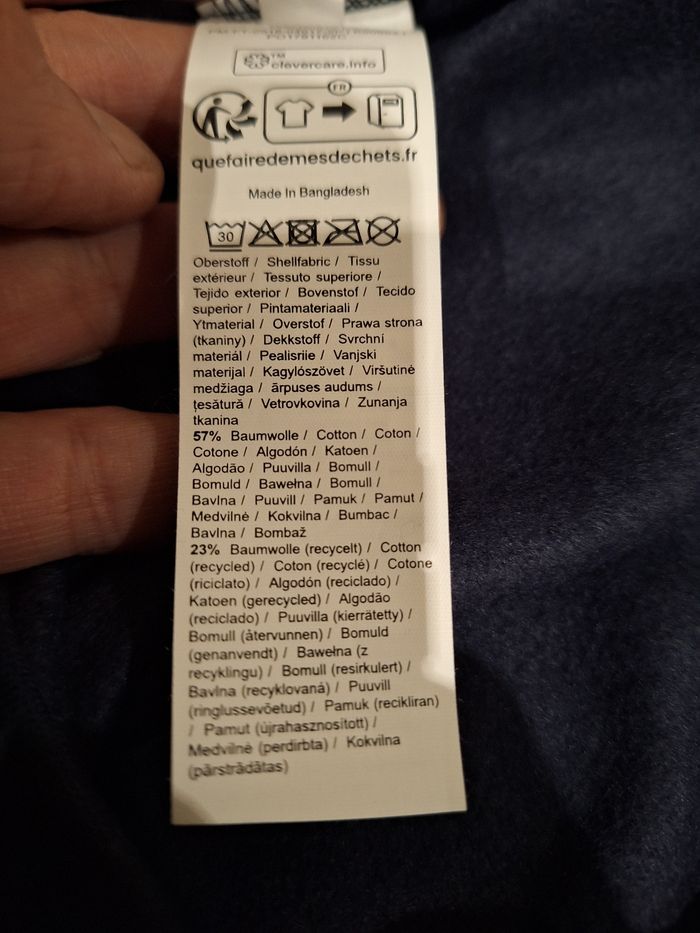 ™
clevercare.info
FR
quefairedemesdechets.fr
Made In Bangladesh
30
Oberstoff / Shellfabric / Tissu
extérieur / Tessuto superiore /
Tejido exterior / Bovenstof / Tecido
superior / Pintamateriaali /
Ytmaterial / Overstof / Prawa strona
(tkaniny) / Dekkstoff / Svrchní
materiál / Pealisriie / Vanjski
materijal / Kagylószövet / Viršutinė
medžiaga / ārpuses audums /
țesătură / Vetrovkovina / Zunanja
tkanina
57% Baumwolle / Cotton / Coton /
Cotone / Algodón / Katoen /
Algodão / Puuvilla / Bomull /
Bomuld / Bawełna / Bomull /
Bavlna / Puuvill / Pamuk / Pamut /
Medvilnė / Kokvilna / Bumbac /
Bavlna / Bombaž
23% Baumwolle (recycelt) / Cotton
(recycled) / Coton (recyclé) / Cotone
(riciclato) / Algodón (reciclado) /
Katoen (gerecycled) / Algodão
(reciclado) / Puuvilla (kierrätetty) /
Bomull (återvunnen) / Bomuld
(genanvendt) / Bawełna (z
recyklingu) / Bomull (resirkulert) /
Bavlna (recyklovaná) / Puuvill
(ringlussevõetud) / Pamuk (recikliran)
/ Pamut (újrahasznosított) /
Medvilnė (perdirbta) / Kokvilna
(pārstrādātas)